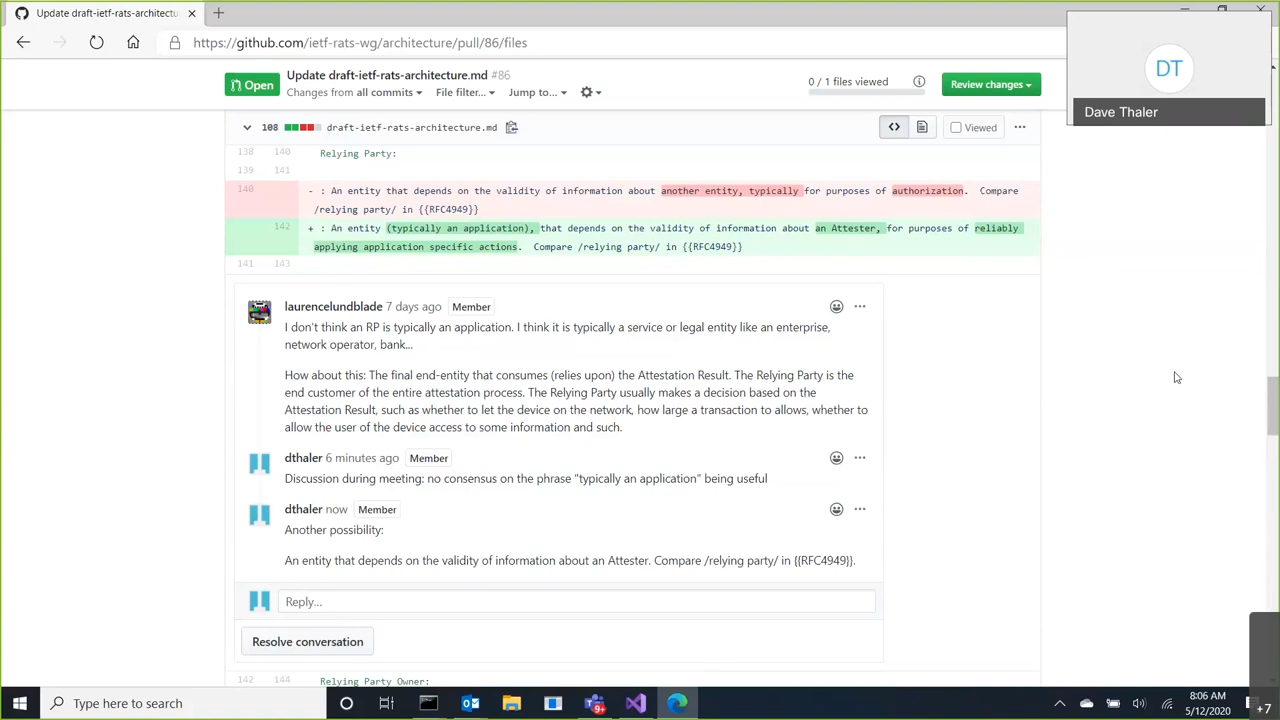 Update draft-ietf-rats-architectu
https://github.com/ietf-rats-wg/architecture/pull/86/files
DT
Dave Thaler
Open
Update draft-ietf-rats-architecture.md #86
Changes from all commits
File filter...
Jump to...
0 / 1 files viewed
Review changes
108 draft-ietf-rats-architecture.md
Viewed
138 140 Relying Party:
139 141
140 - : An entity that depends on the validity of information about another entity, typically for purposes of authorization. Compare
/relying party/ in {{RFC4949}}
142 + : An entity (typically an application), that depends on the validity of information about an Attester, for purposes of reliably
applying application specific actions. Compare /relying party/ in {{RFC4949}}
141 143
laurencelundblade 7 days ago Member
I don't think an RP is typically an application. I think it is typically a service or legal entity like an enterprise,
network operator, bank...
How about this: The final end-entity that consumes (relies upon) the Attestation Result. The Relying Party is the
end customer of the entire attestation process. The Relying Party usually makes a decision based on the
Attestation Result, such as whether to let the device on the network, how large a transaction to allows, whether to
allow the user of the device access to some information and such.
dthaler 6 minutes ago Member
Discussion during meeting: no consensus on the phrase "typically an application" being useful
dthaler now Member
Another possibility:
An entity that depends on the validity of information about an Attester. Compare /relying party/ in {{RFC4949}}.
Reply...
Resolve conversation
142 144 Relying Party Owner:
Type here to search
9+
8:06 AM
5/12/2020
+7